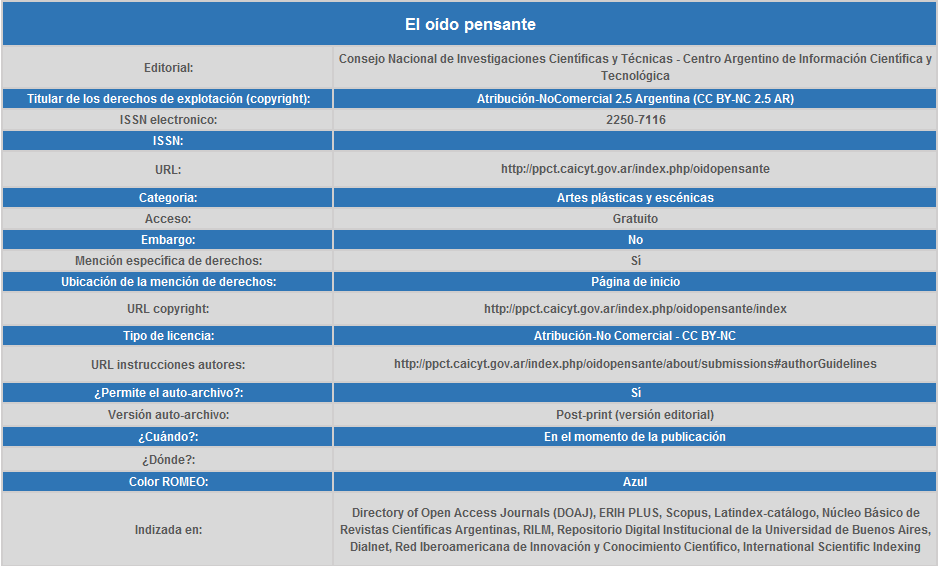 El oído pensante
Editorial:
Consejo Nacional de Investigaciones Científicas y Técnicas - Centro Argentino de Información Científica y
Tecnológica
Titular de los derechos de explotación (copyright):
Atribución-NoComercial 2.5 Argentina (CC BY-NC 2.5 AR)
ISSN electronico:
2250-7116
ISSN:
URL:
http://ppct.caicyt.gov.ar/index.php/oidopensante
Categoria:
Artes plásticas y escénicas
Acceso:
Gratuito
Embargo:
No
Mención específica de derechos:
Sí
Ubicación de la mención de derechos:
Página de inicio
URL copyright:
http://ppct.caicyt.gov.ar/index.php/oidopensante/index
Tipo de licencia:
Atribución-No Comercial - CC BY-NC
URL instrucciones autores:
http://ppct.caicyt.gov.ar/index.php/oidopensante/about/submissions#authorGuidelines
¿Permite el auto-archivo?:
Sí
Versión auto-archivo:
Post-print (versión editorial)
¿Cuándo?:
En el momento de la publicación
¿Dónde?:
Color ROMEO:
Azul
Indizada en:
Directory of Open Access Journals (DOAJ), ERIH PLUS, Scopus, Latindex-catálogo, Núcleo Básico de
Revistas Científicas Argentinas, RILM, Repositorio Digital Institucional de la Universidad de Buenos Aires,
Dialnet, Red Iberoamericana de Innovación y Conocimiento Científico, International Scientific Indexing